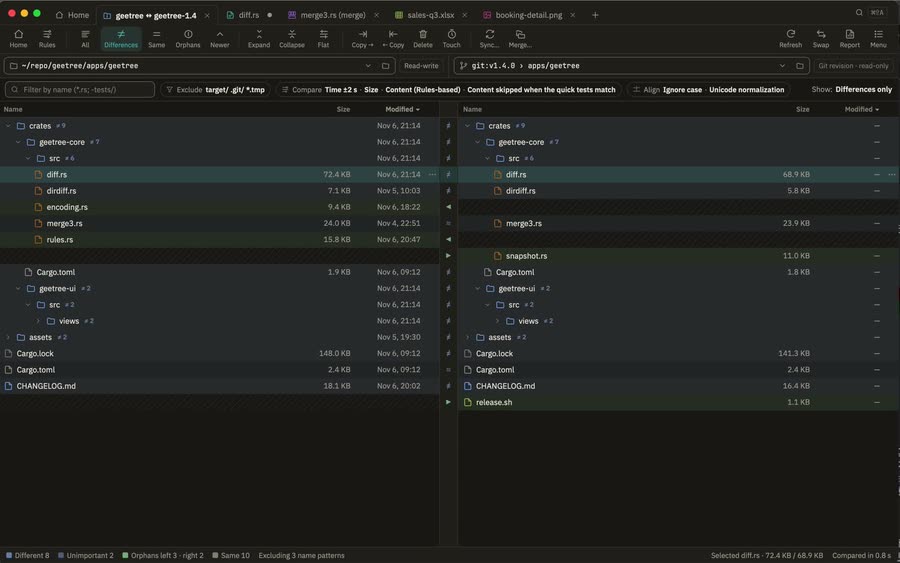 Home geetree ↔ geetree-1.4 × diff.rs ● merge3.rs (merge) × sales-q3.xlsx × booking-detail.png × +
Home Rules All Differences Same Orphans Newer Expand Collapse Flat Copy → ← Copy Delete Touch Sync... Merge... Refresh Swap Report Menu
~/repo/geetree/apps/geetree Read-write git:v1.4.0 › apps/geetree Git revision · read-only
Filter by name (*.rs; -tests/) Exclude target/ .git/ *.tmp Compare Time ±2 s · Size · Content (Rules-based) · Content skipped when the quick tests match Align Ignore case · Unicode normalization Show: Differences only
Name Size Modified Name Size Modified
crates ≠ 9 Nov 6, 21:14 ≠ crates ≠ 9 —
geetree-core ≠ 7 Nov 6, 21:14 ≠ geetree-core ≠ 7 —
src ≠ 6 Nov 6, 21:14 ≠ src ≠ 6 —
diff.rs 72.4 KB Nov 6, 21:14 ··· ≠ diff.rs 68.9 KB — ···
dirdiff.rs 7.1 KB Nov 5, 10:03 ≠ dirdiff.rs 5.8 KB —
encoding.rs 9.4 KB Nov 6, 18:22
merge3.rs 24.0 KB Nov 4, 22:51 ≈ merge3.rs 23.9 KB —
rules.rs 15.8 KB Nov 6, 20:47
snapshot.rs 11.0 KB —
Cargo.toml 1.9 KB Nov 6, 09:12 ≠ Cargo.toml 1.8 KB —
geetree-ui ≠ 2 Nov 6, 21:14 ≠ geetree-ui ≠ 2 —
src ≠ 2 Nov 6, 21:14 ≠ src ≠ 2 —
views ≠ 2 Nov 6, 21:14 ≠ views ≠ 2 —
assets ≠ 2 Nov 5, 19:30 ≠ assets ≠ 2 —
Cargo.lock 148.0 KB Nov 6, 09:12 ≠ Cargo.lock 141.3 KB —
Cargo.toml 2.4 KB Nov 6, 09:12 ≈ Cargo.toml 2.4 KB —
CHANGELOG.md 18.1 KB Nov 6, 20:02 ≠ CHANGELOG.md 16.4 KB —
release.sh 1.1 KB —
Different 8 Unimportant 2 Orphans left 3 · right 2 Same 10 Excluding 3 name patterns Selected diff.rs · 72.4 KB / 68.9 KB Compared in 0.8 s